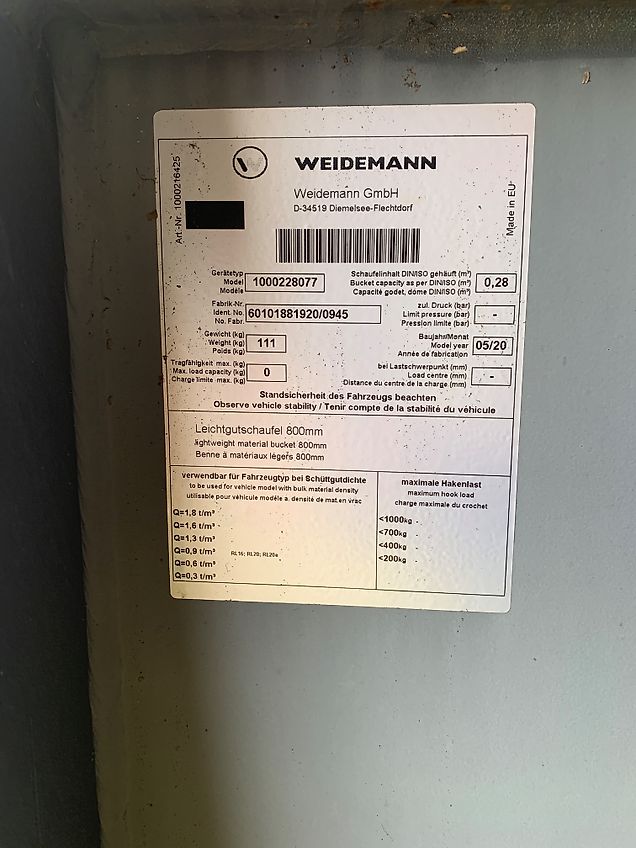 WEIDEMANN
Weidemann GmbH
D-34519 Diemelsee-Flechtdorf
Art.-Nr. 1000216425
Made in EU
Gerätetyp
Model
Modèle
1000228077
Schaufelinhalt DIN/ISO gehäuft (m³)
Bucket capacity as per DIN/ISO (m³)
Capacité godet, dôme DIN/ISO (m³)
0,28
Fabrik-Nr.
Ident. No.
No. Fabr.
60101881920/0945
zul. Druck (bar)
Limit pressure (bar)
Pression limite (bar)
-
Gewicht (kg)
Weight (kg)
Poids (kg)
111
Baujahr/Monat
Model year
Année de fabrication
05/20
Tragfähigkeit max. (kg)
Max. load capacity (kg)
Charge limite max. (kg)
0
bei Lastschwerpunkt (mm)
Load centre (mm)
Distance du centre de la charge (mm)
-
Standsicherheit des Fahrzeugs beachten
Observe vehicle stability / Tenir compte de la stabilité du véhicule
Leichtgutschaufel 800mm
lightweight material bucket 800mm
Benne à matériaux légers 800mm
verwendbar für Fahrzeugtyp bei Schüttgutdichte
to be used for vehicle model with bulk material density
utilisable pour véhicule modèle a. densité de mat.en vrac
Q=1,8 t/m³
Q=1,6 t/m³
Q=1,3 t/m³
Q=0,9 t/m³ RL16; RL20; RL20e
Q=0,6 t/m³
Q=0,3 t/m³
maximale Hakenlast
maximum hook load
charge maximale du crochet
<1000kg -
<700kg -
<400kg -
<200kg -